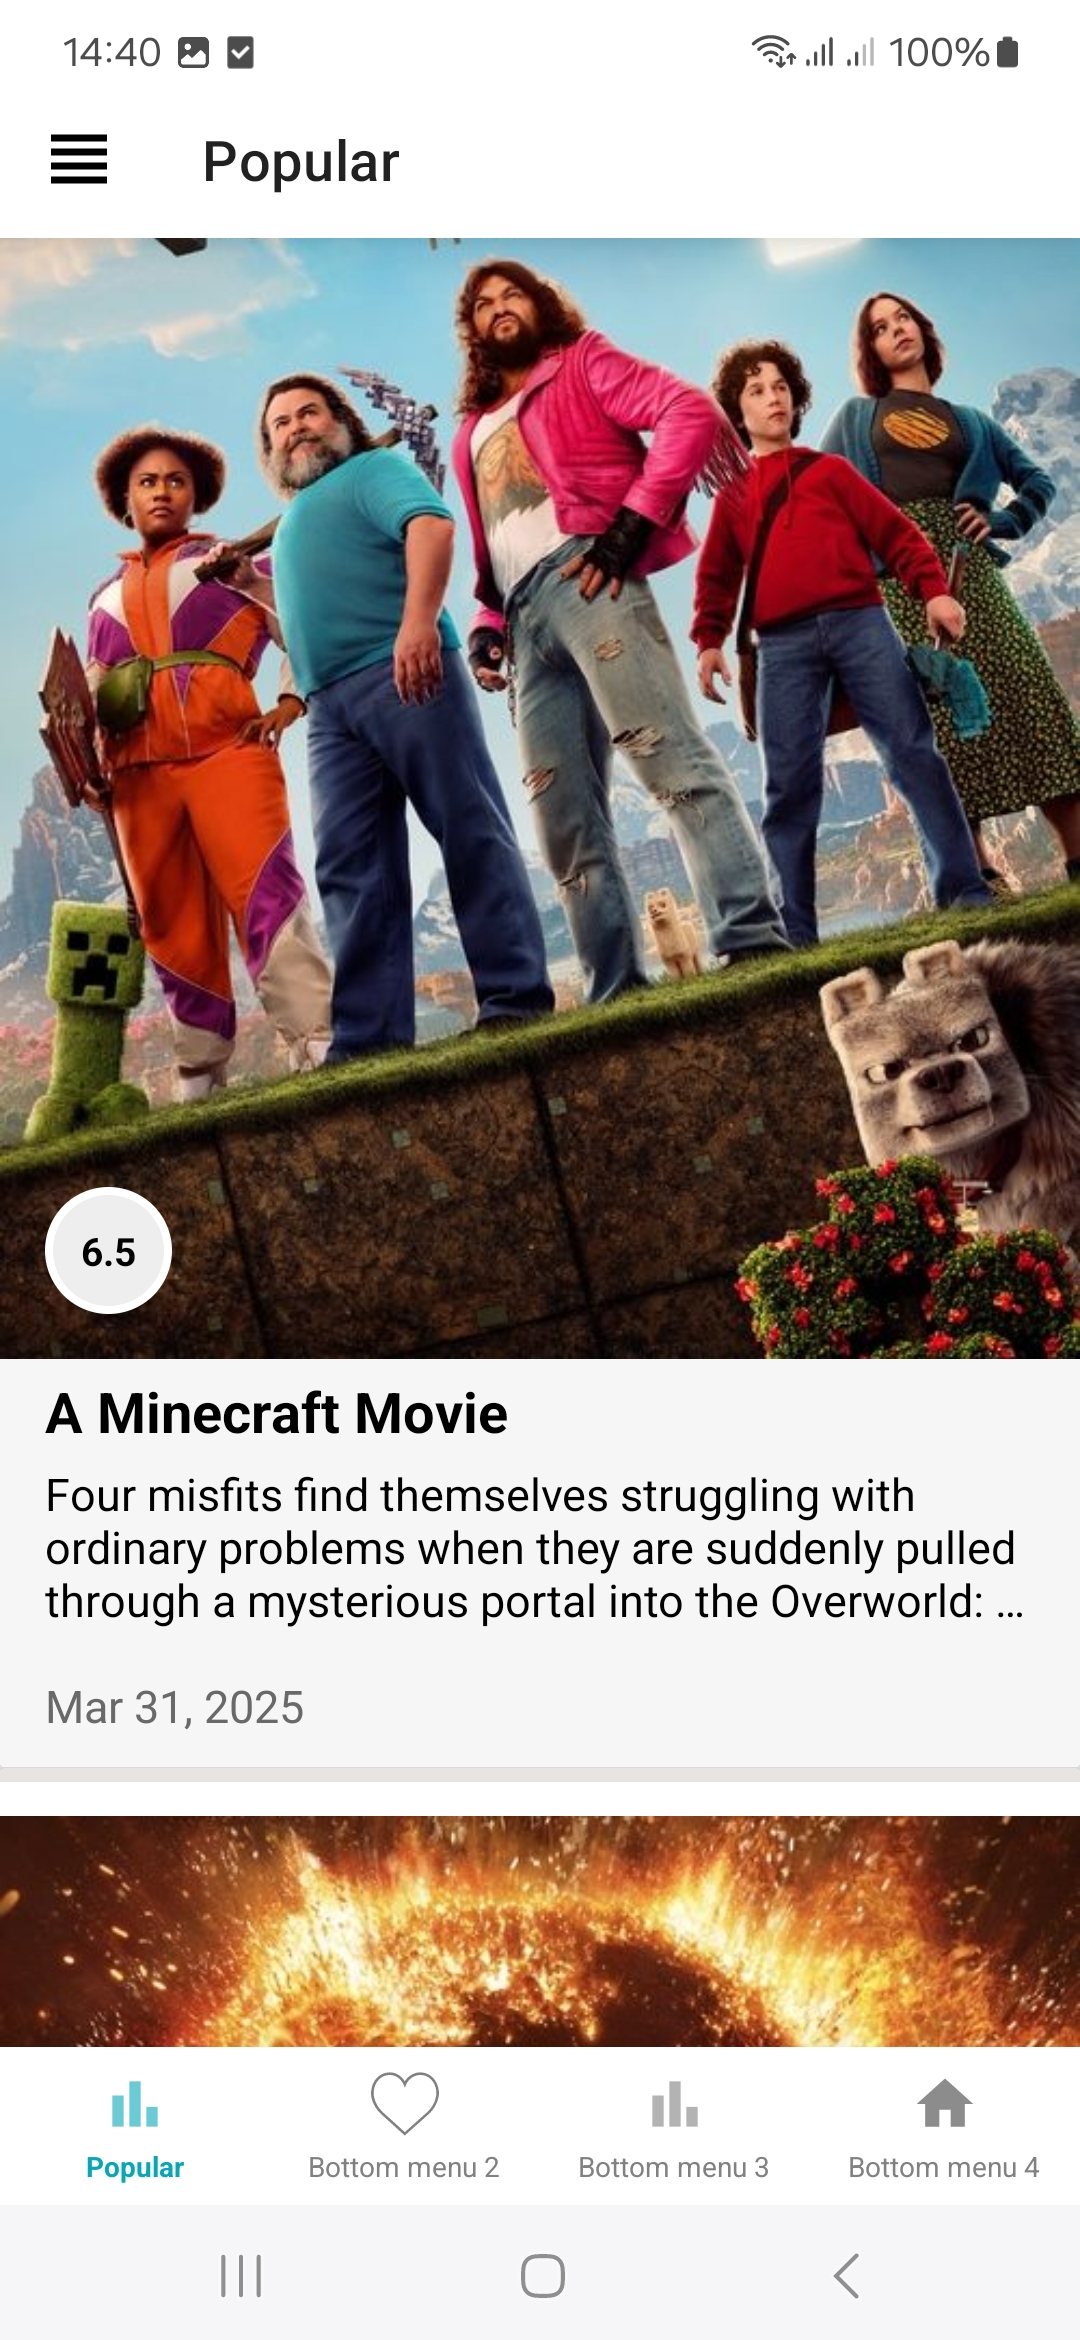 14:40
100%
Popular
6.5
A Minecraft Movie
Four misfits find themselves struggling with
ordinary problems when they are suddenly pulled
through a mysterious portal into the Overworld: ...
Mar 31, 2025
Popular
Bottom menu 2
Bottom menu 3
Bottom menu 4